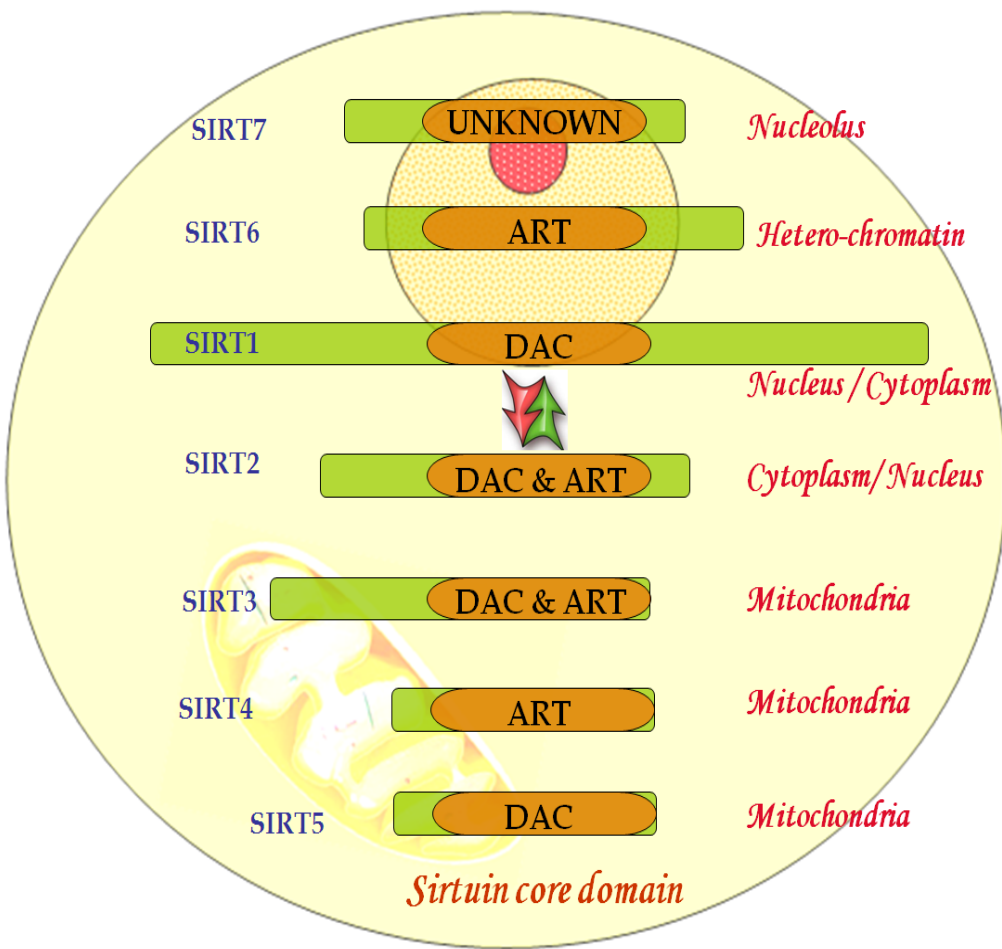 SIRT7 UNKNOWN Nucleolus
SIRT6 ART Hetero-chromatin
SIRT1 DAC
Nucleus / Cytoplasm
SIRT2 DAC & ART Cytoplasm/ Nucleus
SIRT3 DAC & ART Mitochondria
SIRT4 ART Mitochondria
SIRT5 DAC Mitochondria
Sirtuin core domain